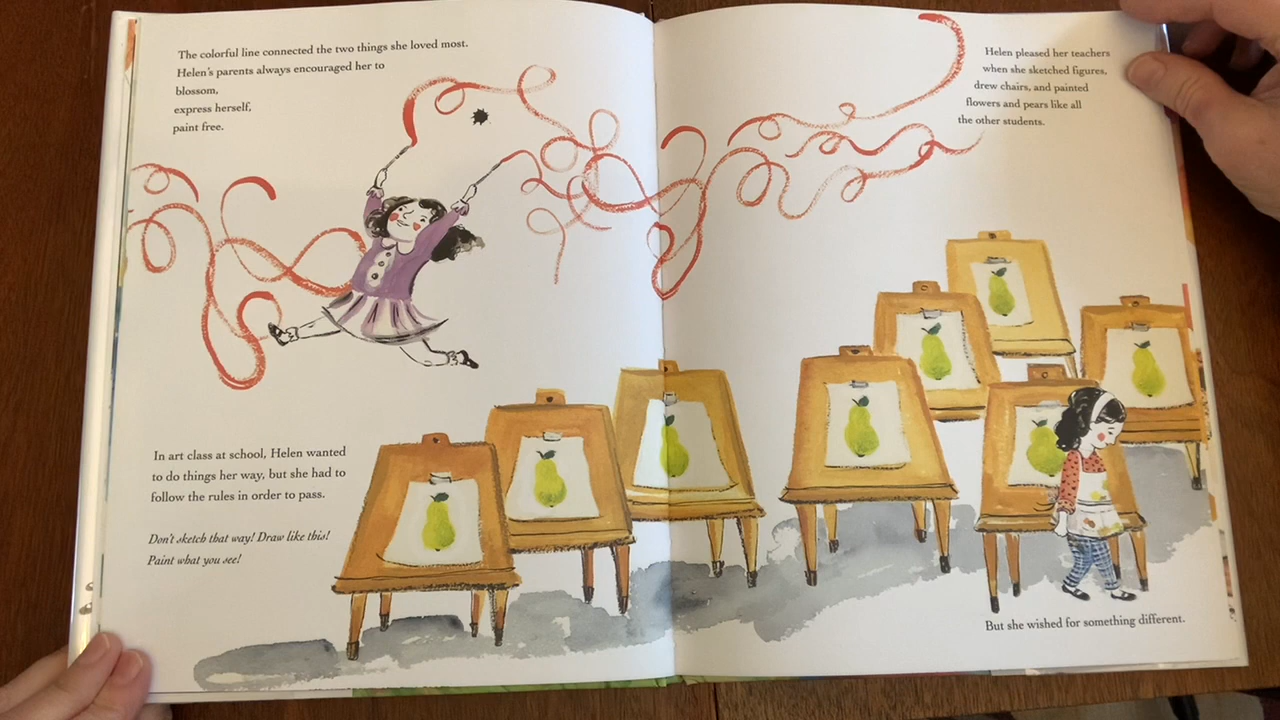 The colorful line connected the two things she loved most.
Helen's parents always encouraged her to
blossom,
express herself,
paint free.
In art class at school, Helen wanted
to do things her way, but she had to
follow the rules in order to pass.
Don't sketch that way! Draw like this!
Paint what you see!
Helen pleased her teachers
when she sketched figures,
drew chairs, and painted
flowers and pears like all
the other students.
But she wished for something different.